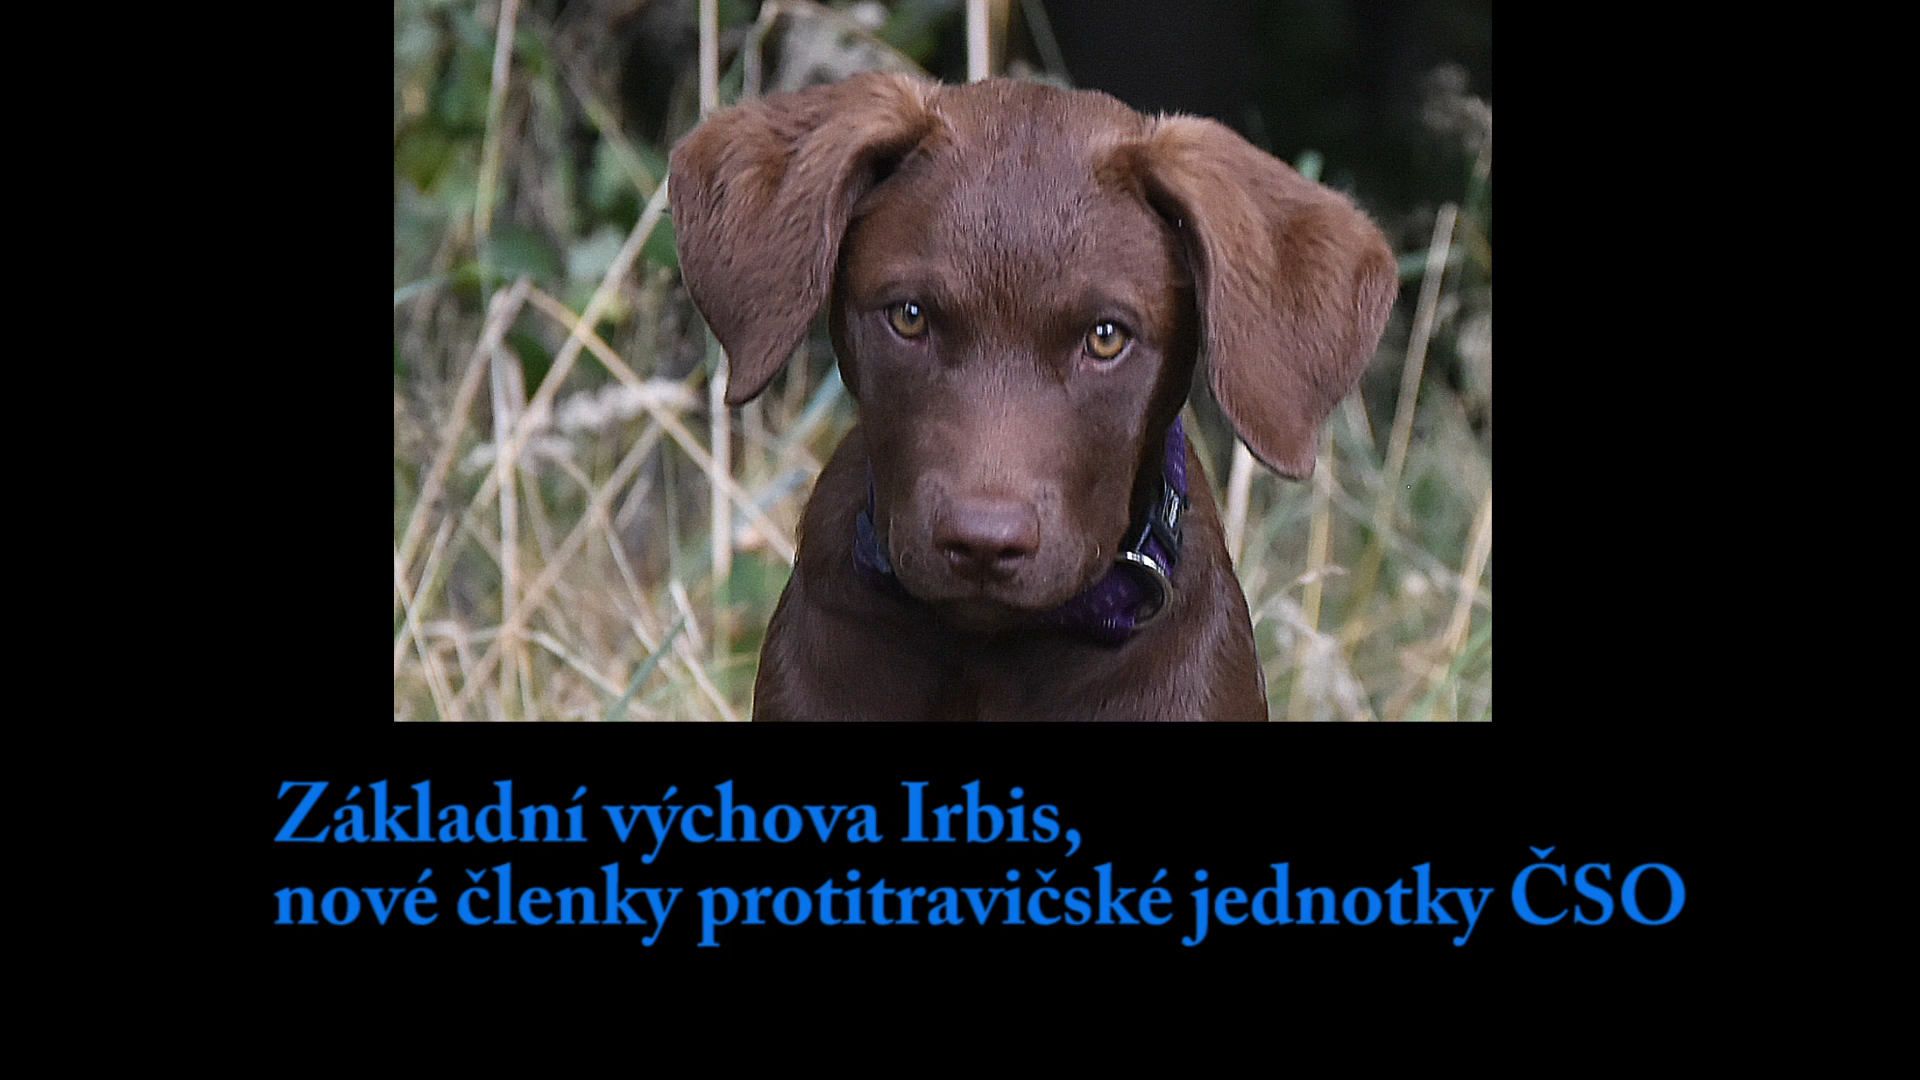 Základní výchova Irbis,
nové členky protitravičské jednotky ČSO